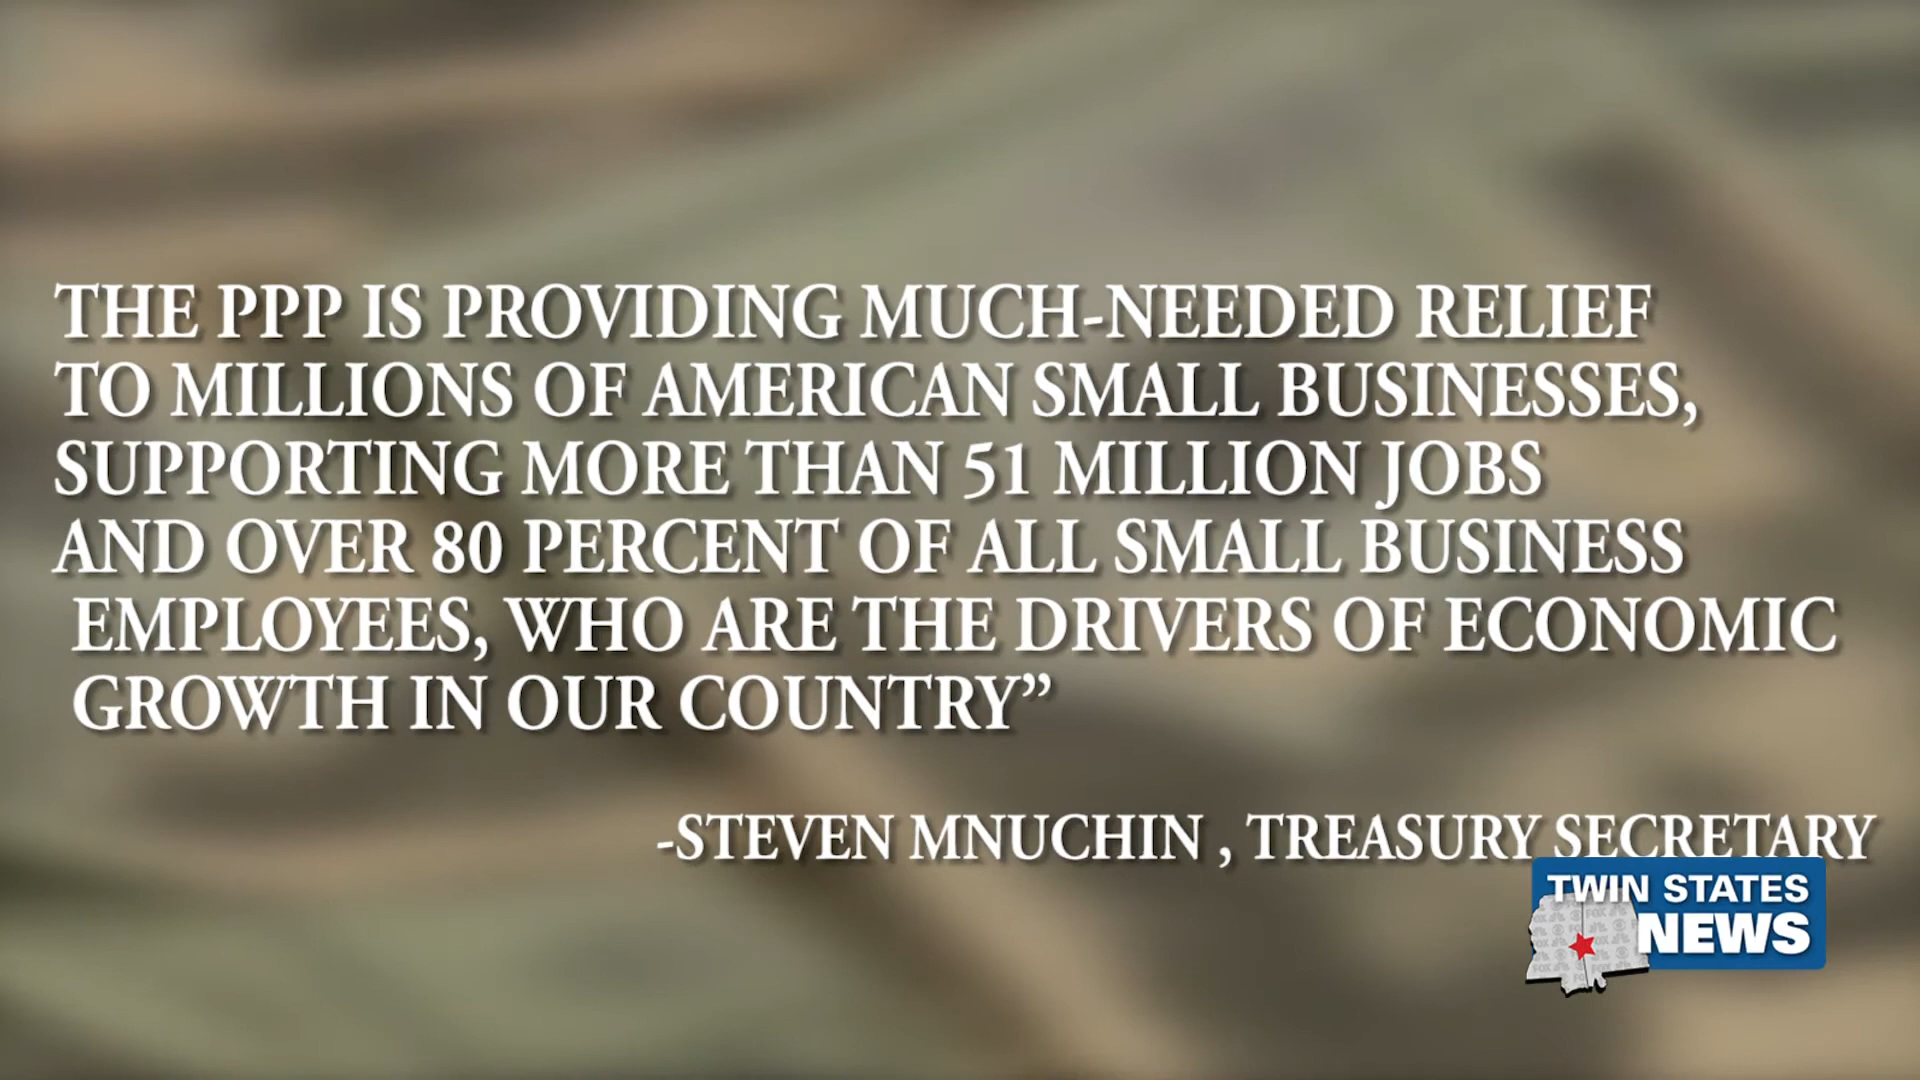 THE PPP IS PROVIDING MUCH-NEEDED RELIEF
TO MILLIONS OF AMERICAN SMALL BUSINESSES,
SUPPORTING MORE THAN 51 MILLION JOBS
AND OVER 80 PERCENT OF ALL SMALL BUSINESS
EMPLOYEES, WHO ARE THE DRIVERS OF ECONOMIC
GROWTH IN OUR COUNTRY”
-STEVEN MNUCHIN , TREASURY SECRETARY
TWIN STATES
NEWS